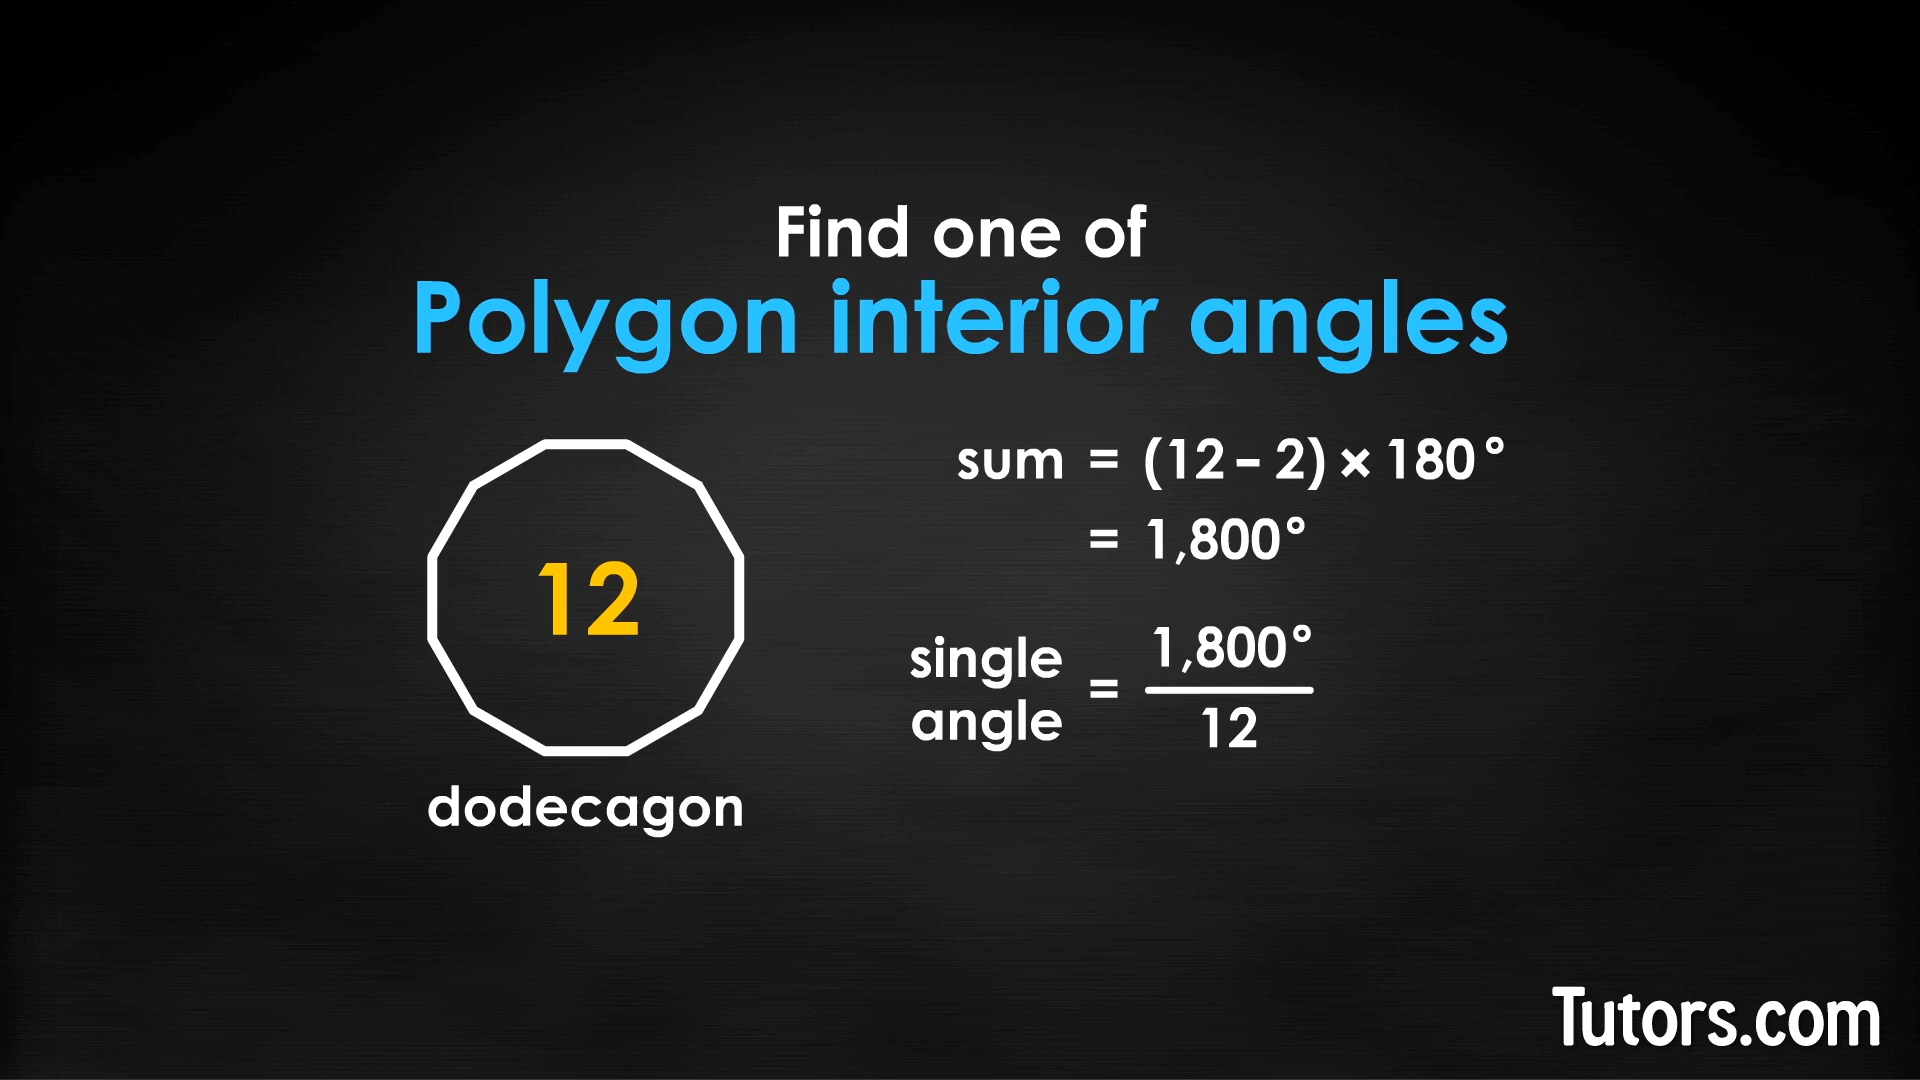 Find one of
Polygon interior angles
12
dodecagon
sum = (12 – 2) × 180°
= 1,800°
single angle = 1,800° / 12
Tutors.com